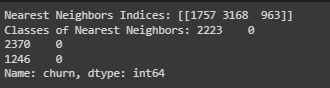 Nearest Neighbors Indices: [[1757 3168  963]]
Classes of Nearest Neighbors: 2223    0
2370    0
1246    0
Name: churn, dtype: int64